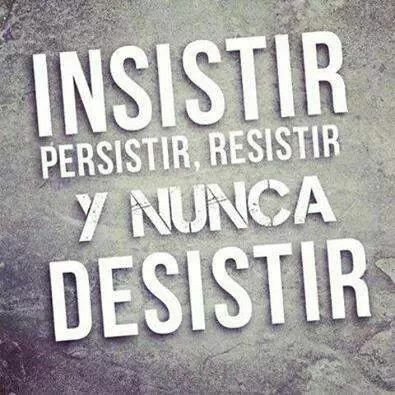 INSISTIR
PERSISTIR, RESISTIR
Y NUNCA
DESISTIR